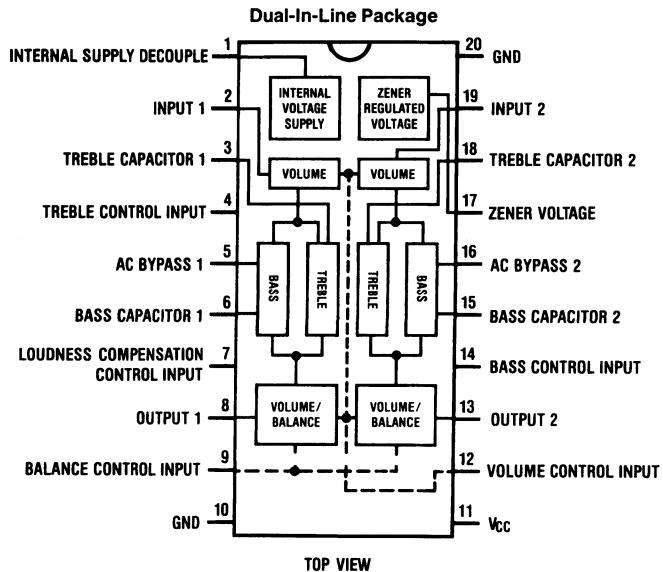 Dual-In-Line Package
1
INTERNAL SUPPLY DECOUPLE
2
INPUT 1
3
TREBLE CAPACITOR 1
4
TREBLE CONTROL INPUT
5
AC BYPASS 1
6
BASS CAPACITOR 1
7
LOUDNESS COMPENSATION
CONTROL INPUT
8
OUTPUT 1
9
BALANCE CONTROL INPUT
10
GND
INTERNAL
VOLTAGE
SUPPLY
ZENER
REGULATED
VOLTAGE
VOLUME
VOLUME
BASS
TREBLE
TREBLE
BASS
VOLUME/
BALANCE
VOLUME/
BALANCE
20
GND
19
INPUT 2
18
TREBLE CAPACITOR 2
17
ZENER VOLTAGE
16
AC BYPASS 2
15
BASS CAPACITOR 2
14
BASS CONTROL INPUT
13
OUTPUT 2
12
VOLUME CONTROL INPUT
11
VCC
TOP VIEW